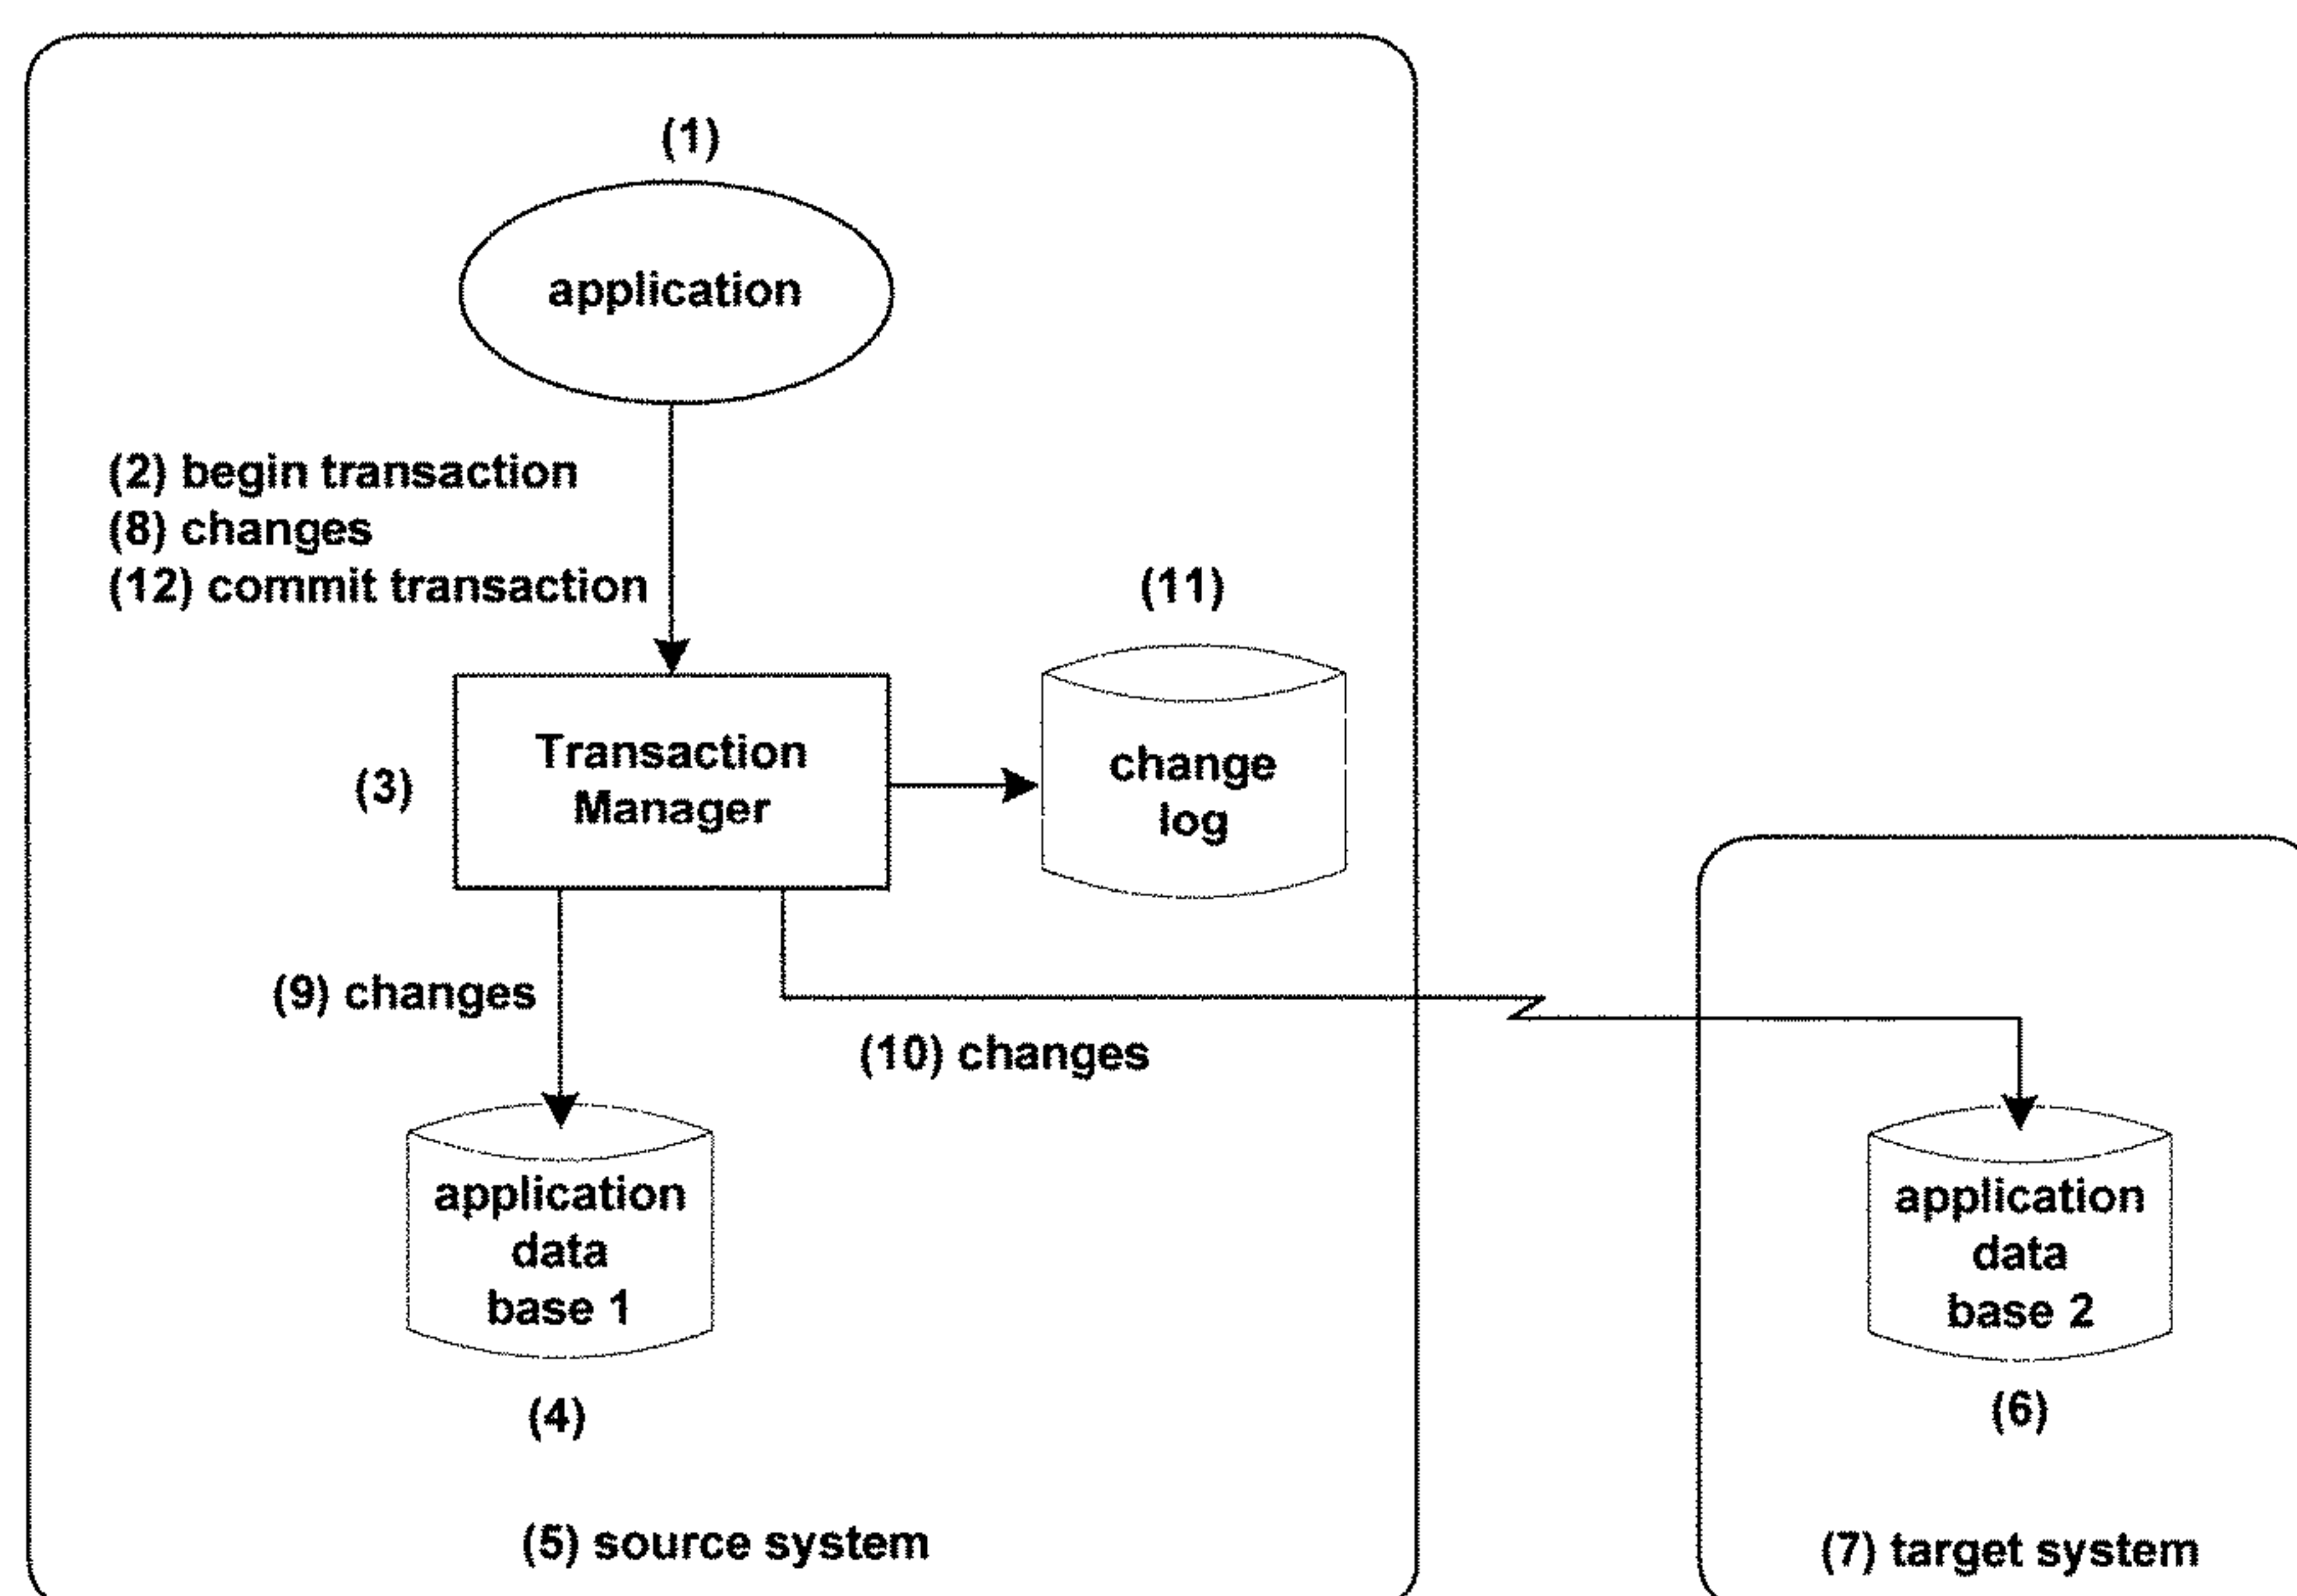 (1)
application
(2) begin transaction
(8) changes
(12) commit transaction
(11)
Transaction
Manager
(3)
change
log
(9) changes
(10) changes
application
data
base 1
(4)
application
data
base 2
(6)
(5) source system
(7) target system